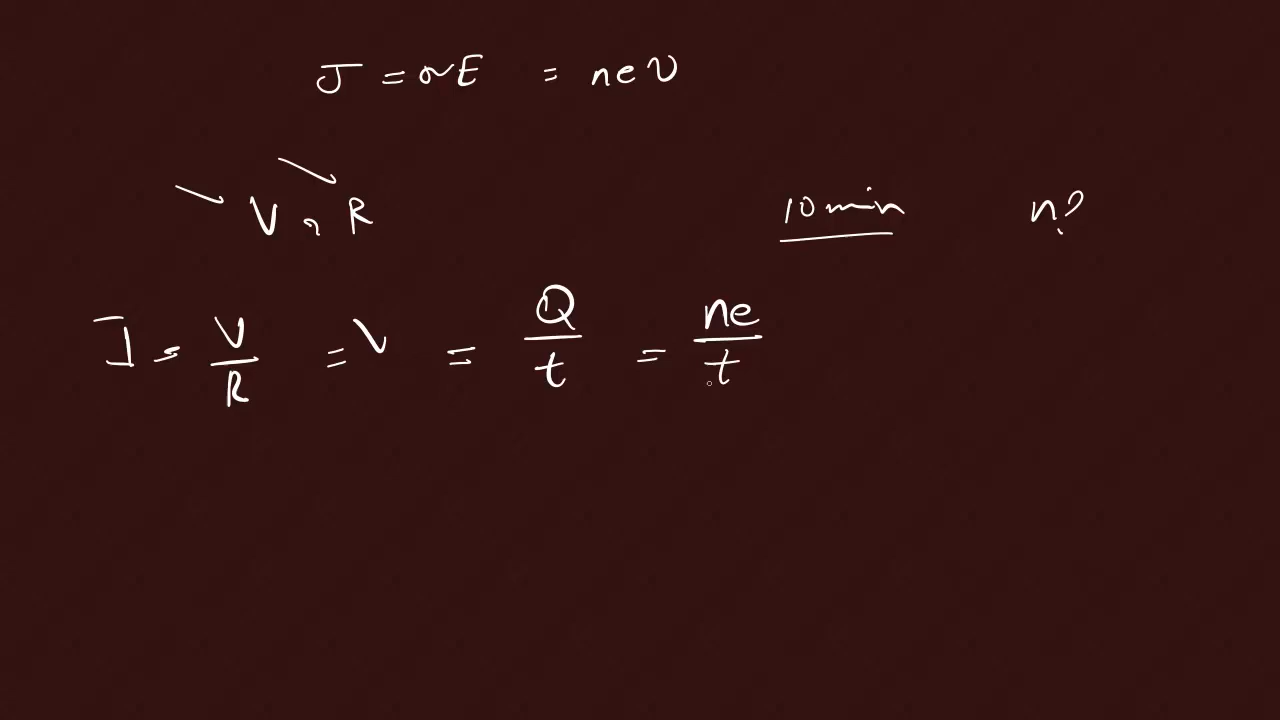 J = σE = nev
V, R 10 min n?
I = V/R = V = Q/t = ne/t